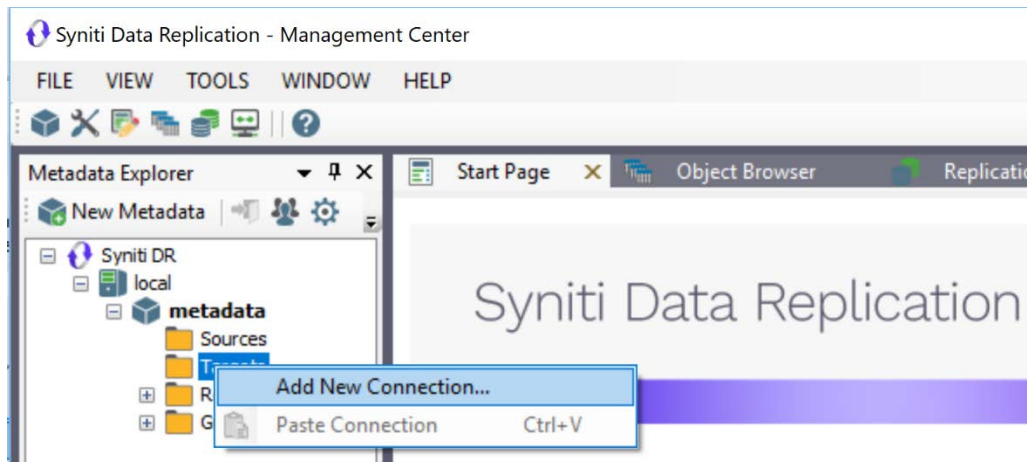 Syniti Data Replication - Management Center
FILE VIEW TOOLS WINDOW HELP
Metadata Explorer
Start Page
Object Browser
New Metadata
Syniti DR
local
metadata
Sources
Syniti Data Replication
Add New Connection...
Paste Connection Ctrl+V